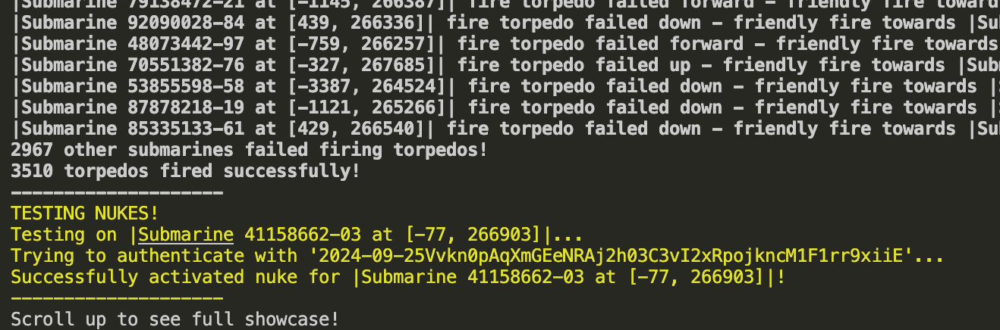 |Submarine 79138472-21 at [-1145, 266387]| fire torpedo failed forward - friendly fire toward
|Submarine 92090028-84 at [439, 266336]| fire torpedo failed down - friendly fire towards |Su
|Submarine 48073442-97 at [-759, 266257]| fire torpedo failed forward - friendly fire towards
|Submarine 70551382-76 at [-327, 267685]| fire torpedo failed up - friendly fire towards |Sub
|Submarine 53855598-58 at [-3387, 264524]| fire torpedo failed down - friendly fire towards |
|Submarine 87878218-19 at [-1121, 265266]| fire torpedo failed down - friendly fire towards |
|Submarine 85335133-61 at [429, 266540]| fire torpedo failed down - friendly fire towards |Su
2967 other submarines failed firing torpedos!
3510 torpedos fired successfully!
--------------------
TESTING NUKES!
Testing on |Submarine 41158662-03 at [-77, 266903]|...
Trying to authenticate with '2024-09-25Vvkn0pAqXmGEeNRAj2h03C3vI2xRpojkncM1F1rr9xiiE'...
Successfully activated nuke for |Submarine 41158662-03 at [-77, 266903]|!
--------------------
Scroll up to see full showcase!